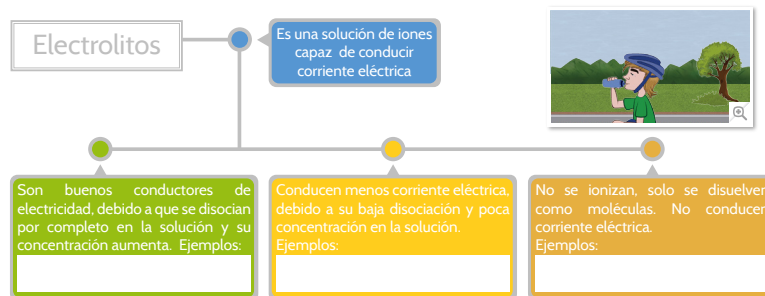 Electrolitos
Es una solución de iones
capaz de conducir
corriente eléctrica
Son buenos conductores de
electricidad, debido a que se disocian
por completo en la solución y su
concentración aumenta. Ejemplos:
Conducen menos corriente eléctrica,
debido a su baja disociación y poca
concentración en la solución.
Ejemplos:
No se ionizan, solo se disuelven
como moléculas. No conducen
corriente eléctrica.
Ejemplos: